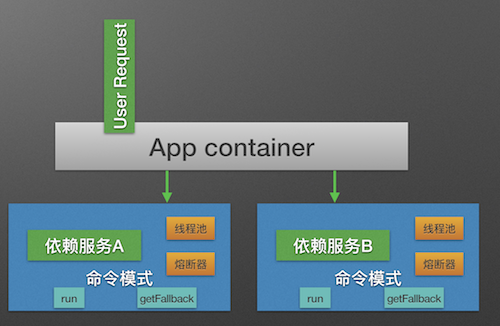 User Request
App container
依赖服务A
线程池
熔断器
命令模式
run
getFallback
依赖服务B
线程池
熔断器
命令模式
run
getFallback